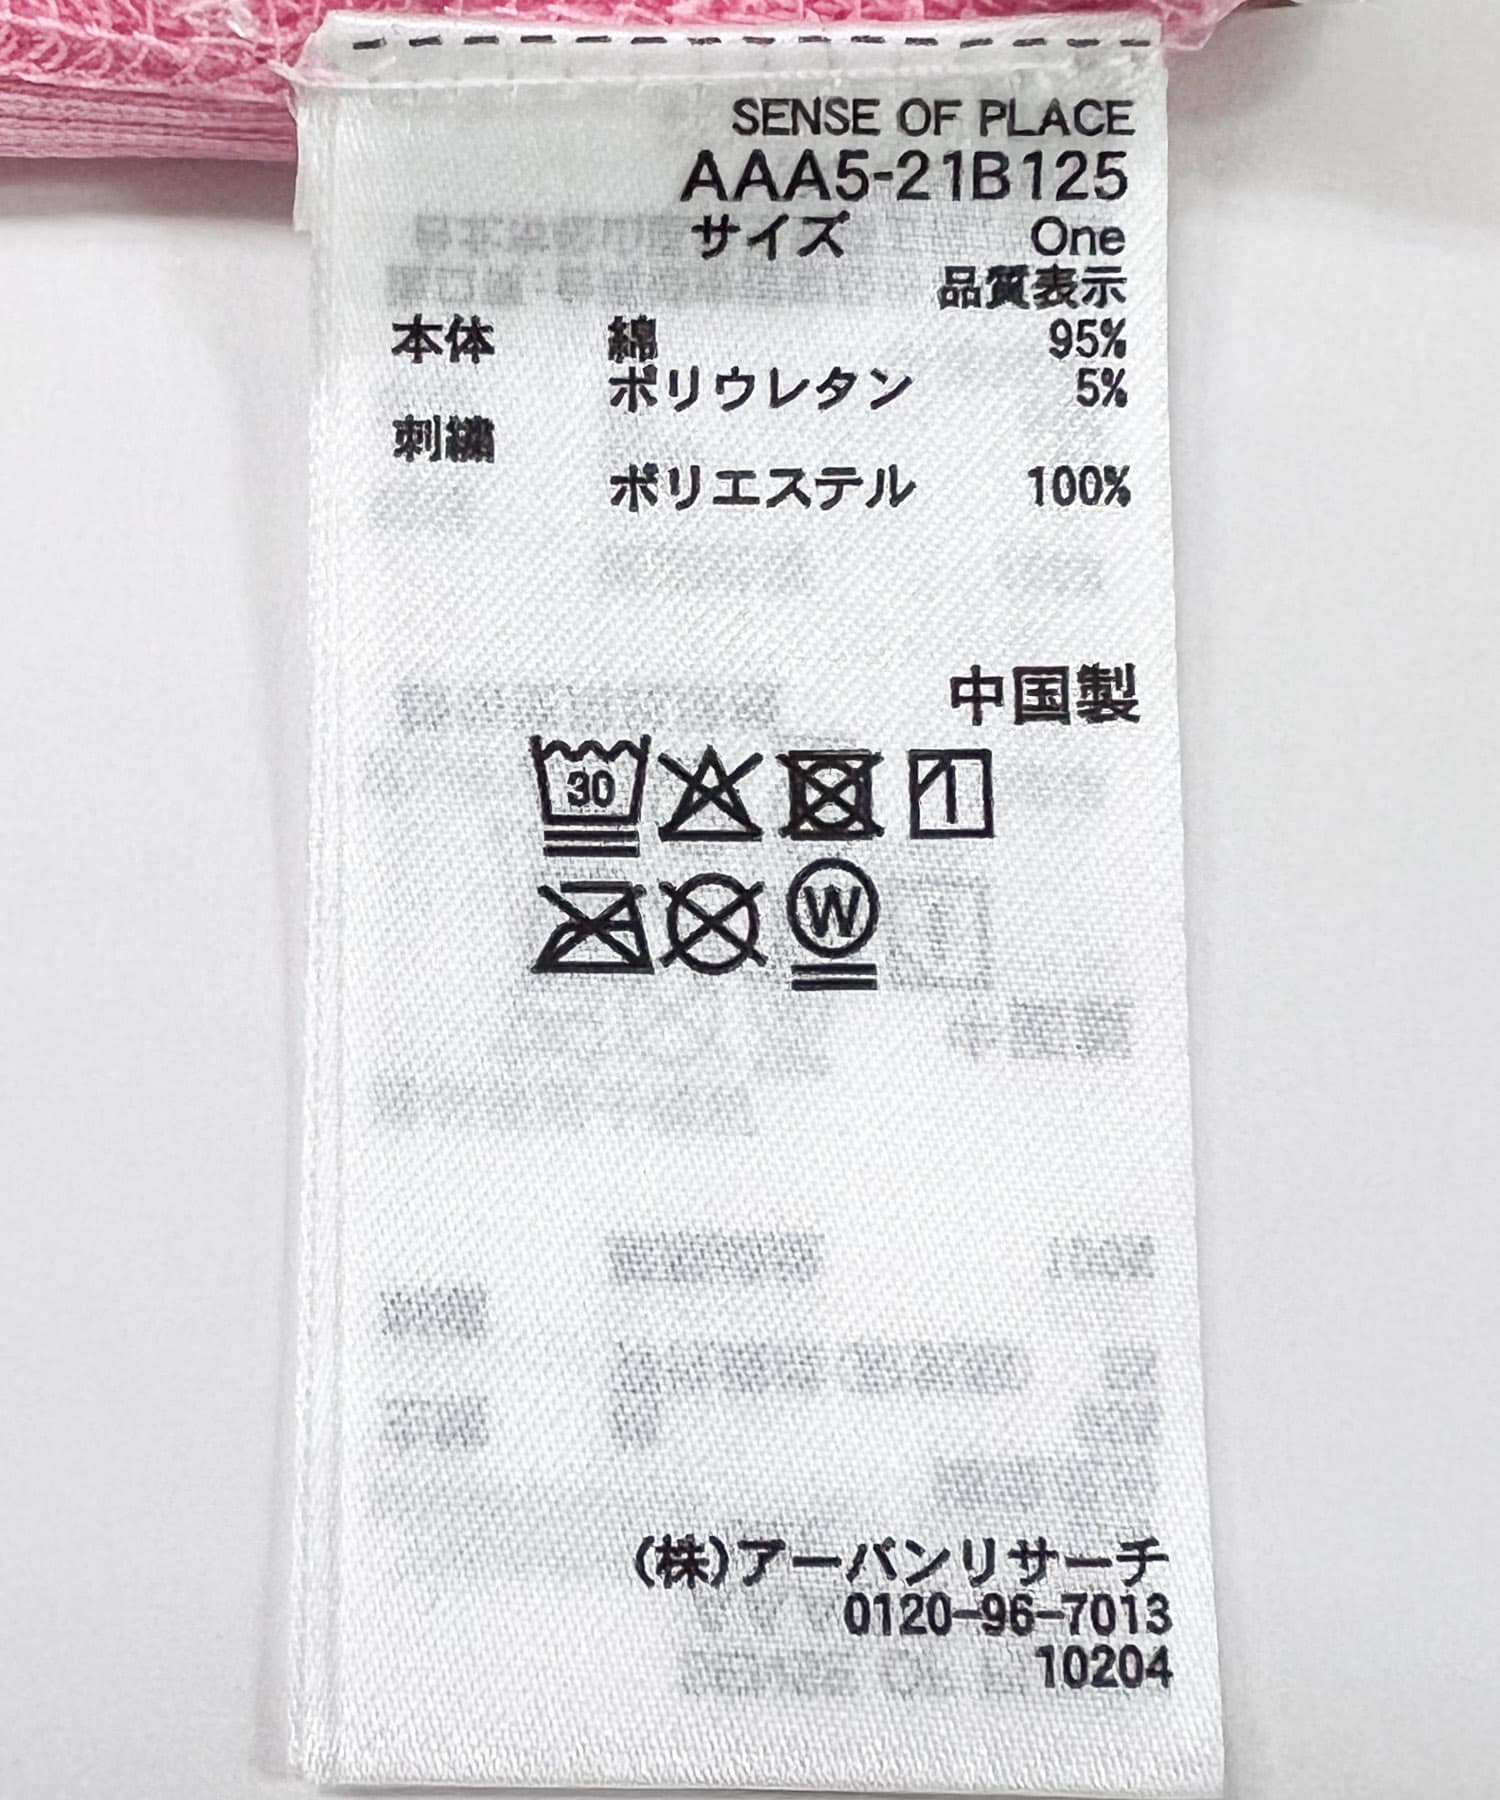 SENSE OF PLACE
AAA5-21B125
サイズ One
品質表示
本体 綿 95%
ポリウレタン 5%
刺繍
ポリエステル 100%
中国製
30
W
(株)アーバンリサーチ
0120-96-7013
10204